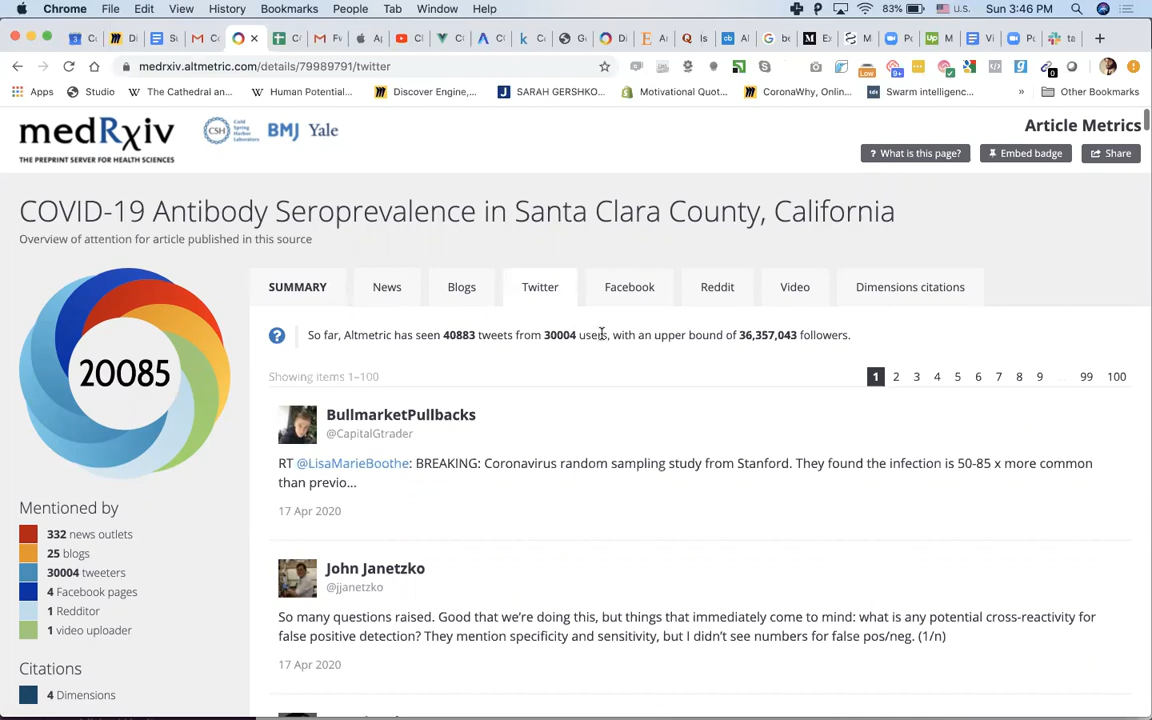 Chrome File Edit View History Bookmarks People Tab Window Help 83% U.S. Sun 3:46 PM
medrxiv.altmetric.com/details/79989791/twitter
Apps Studio The Cathedral an... Human Potential... Discover Engine,... SARAH GERSHKO... Motivational Quot... CoronaWhy, Onlin... Swarm intelligenc... » Other Bookmarks
medRxiv
THE PREPRINT SERVER FOR HEALTH SCIENCES
CSH Cold Spring Harbor Laboratory BMJ Yale
Article Metrics
? What is this page? Embed badge Share
COVID-19 Antibody Seroprevalence in Santa Clara County, California
Overview of attention for article published in this source
SUMMARY News Blogs Twitter Facebook Reddit Video Dimensions citations
20085
? So far, Altmetric has seen 40883 tweets from 30004 users, with an upper bound of 36,357,043 followers.
Showing items 1–100
1 2 3 4 5 6 7 8 9 ... 99 100
BullmarketPullbacks
@CapitalGtrader
RT @LisaMarieBoothe: BREAKING: Coronavirus random sampling study from Stanford. They found the infection is 50-85 x more common
than previo...
17 Apr 2020
John Janetzko
@jjanetzko
So many questions raised. Good that we're doing this, but things that immediately come to mind: what is any potential cross-reactivity for
false positive detection? They mention specificity and sensitivity, but I didn't see numbers for false pos/neg. (1/n)
17 Apr 2020
Mentioned by
332 news outlets
25 blogs
30004 tweeters
4 Facebook pages
1 Redditor
1 video uploader
Citations
4 Dimensions